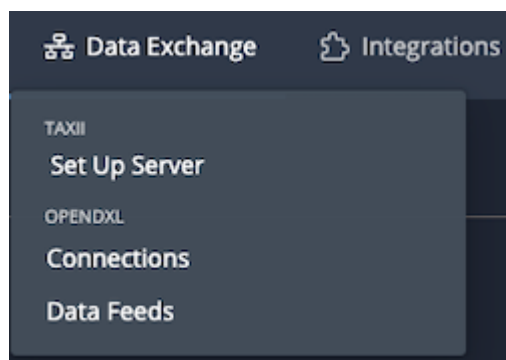 Data Exchange Integrations
TAXII
Set Up Server
OPENDXL
Connections
Data Feeds